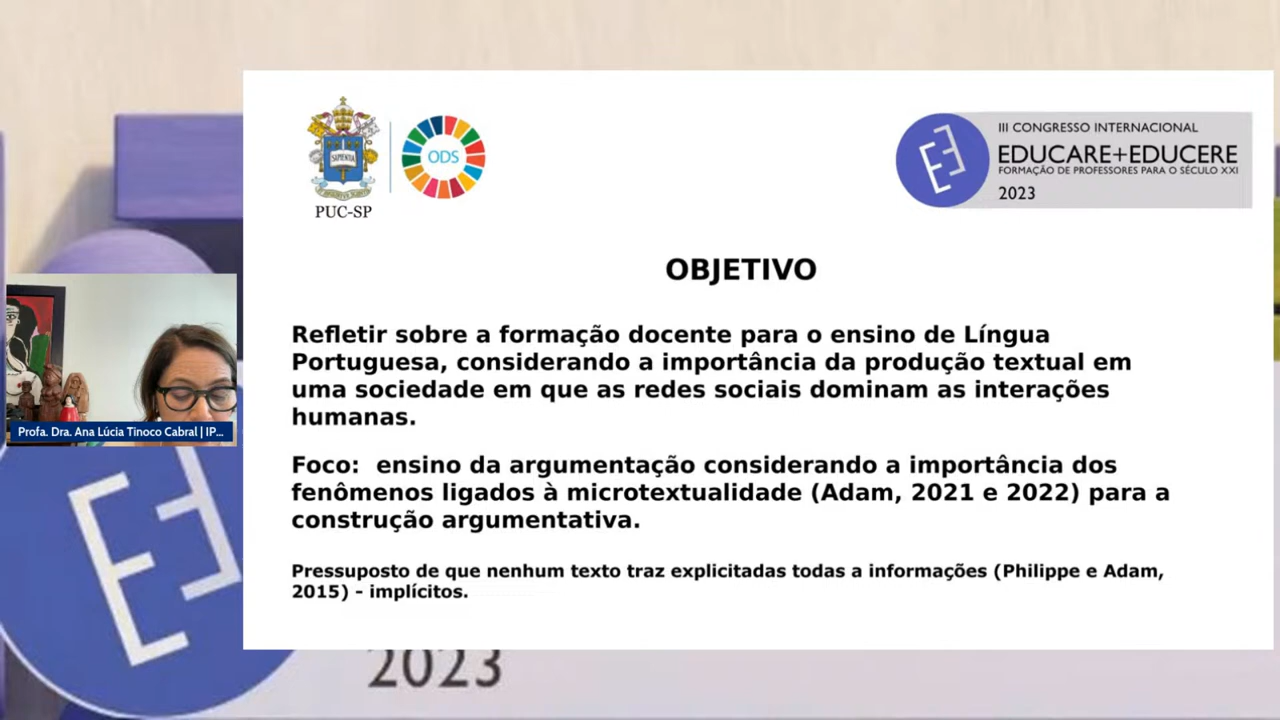 SAPIENTIA
PUC-SP
ODS
III CONGRESSO INTERNACIONAL
EDUCARE+EDUCERE
FORMAÇÃO DE PROFESSORES PARA O SÉCULO XXI
2023
OBJETIVO
Refletir sobre a formação docente para o ensino de Língua
Portuguesa, considerando a importância da produção textual em
uma sociedade em que as redes sociais dominam as interações
humanas.
Foco:  ensino da argumentação considerando a importância dos
fenômenos ligados à microtextualidade (Adam, 2021 e 2022) para a
construção argumentativa.
Pressuposto de que nenhum texto traz explicitadas todas a informações (Philippe e Adam,
2015) – implícitos.
Profa. Dra. Ana Lúcia Tinoco Cabral | IP...
2023